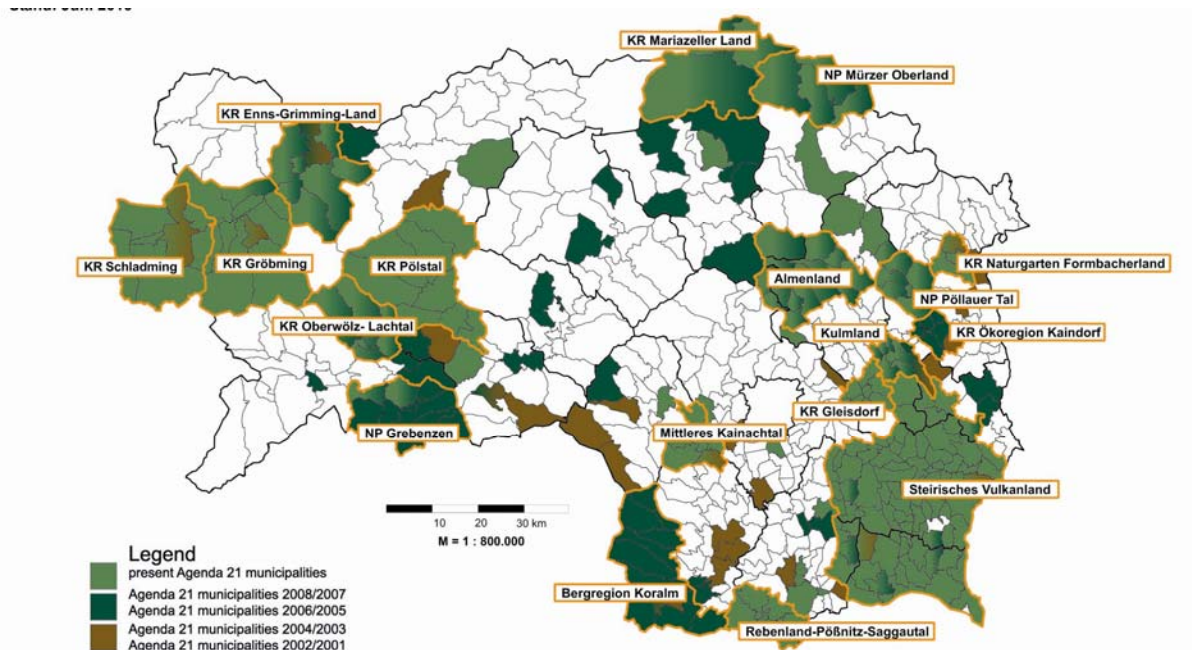 KR Mariazeller Land
NP Mürzer Oberland
KR Enns-Grimming-Land
KR Schladming
KR Gröbming
KR Pölstal
Almenland
KR Naturgarten Formbacherland
NP Pöllauer Tal
KR Oberwölz- Lachtal
Kulmland
KR Ökoregion Kaindorf
KR Gleisdorf
NP Grebenzen
Mittleres Kainachtal
Steirisches Vulkanland
10 20 30 km
M = 1 : 800.000
Legend
present Agenda 21 municipalities
Agenda 21 municipalities 2008/2007
Agenda 21 municipalities 2006/2005
Agenda 21 municipalities 2004/2003
Agenda 21 municipalities 2002/2001
Bergregion Koralm
Rebenland-Pößnitz-Saggautal